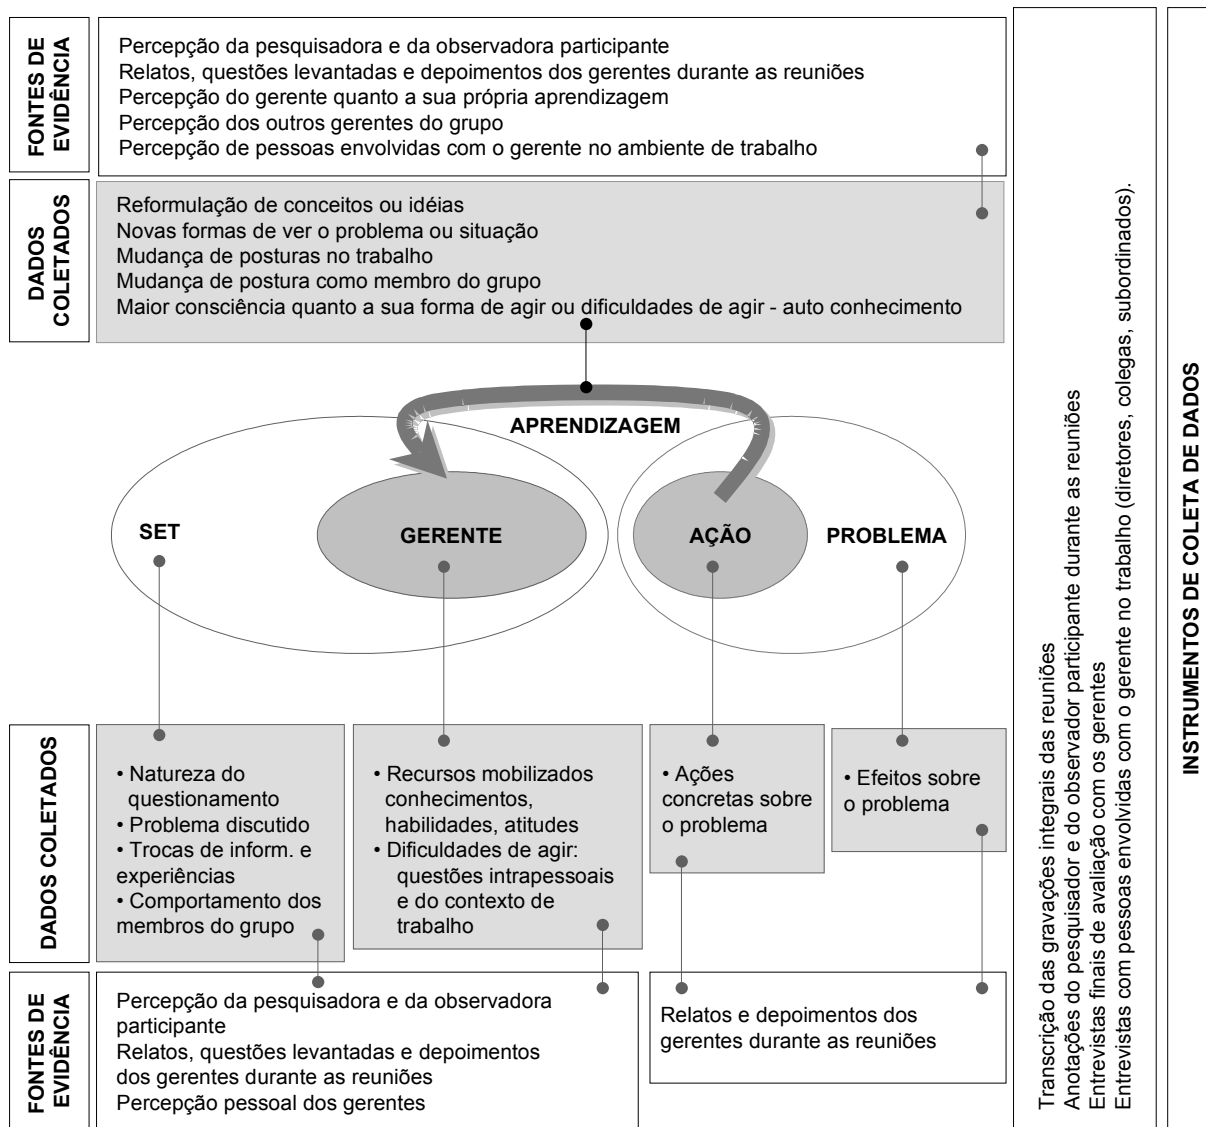 FONTES DE
EVIDÊNCIA
Percepção da pesquisadora e da observadora participante
Relatos, questões levantadas e depoimentos dos gerentes durante as reuniões
Percepção do gerente quanto a sua própria aprendizagem
Percepção dos outros gerentes do grupo
Percepção de pessoas envolvidas com o gerente no ambiente de trabalho
DADOS
COLETADOS
Reformulação de conceitos ou idéias
Novas formas de ver o problema ou situação
Mudança de posturas no trabalho
Mudança de postura como membro do grupo
Maior consciência quanto a sua forma de agir ou dificuldades de agir - auto conhecimento
APRENDIZAGEM
SET
GERENTE
AÇÃO
PROBLEMA
DADOS COLETADOS
• Natureza do
questionamento
• Problema discutido
• Trocas de inform. e
experiências
• Comportamento dos
membros do grupo
• Recursos mobilizados
conhecimentos,
habilidades, atitudes
• Dificuldades de agir:
questões intrapessoais
e do contexto de
trabalho
• Ações
concretas sobre
o problema
• Efeitos sobre
o problema
FONTES DE
EVIDÊNCIA
Percepção da pesquisadora e da observadora
participante
Relatos, questões levantadas e depoimentos
dos gerentes durante as reuniões
Percepção pessoal dos gerentes
Relatos e depoimentos dos
gerentes durante as reuniões
Transcrição das gravações integrais das reuniões
Anotações do pesquisador e do observador participante durante as reuniões
Entrevistas finais de avaliação com os gerentes
Entrevistas com pessoas envolvidas com o gerente no trabalho (diretores, colegas, subordinados).
INSTRUMENTOS DE COLETA DE DADOS